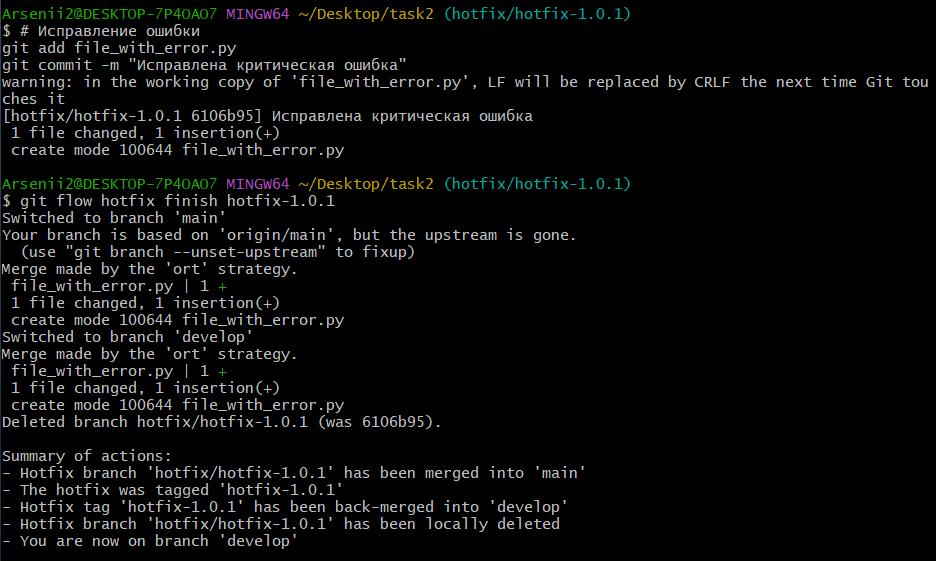 Arsenii2@DESKTOP-7P4OAO7 MINGW64 ~/Desktop/task2 (hotfix/hotfix-1.0.1)
$ # Исправление ошибки
git add file_with_error.py
git commit -m "Исправлена критическая ошибка"
warning: in the working copy of 'file_with_error.py', LF will be replaced by CRLF the next time Git tou
ches it
[hotfix/hotfix-1.0.1 6106b95] Исправлена критическая ошибка
 1 file changed, 1 insertion(+)
 create mode 100644 file_with_error.py

Arsenii2@DESKTOP-7P4OAO7 MINGW64 ~/Desktop/task2 (hotfix/hotfix-1.0.1)
$ git flow hotfix finish hotfix-1.0.1
Switched to branch 'main'
Your branch is based on 'origin/main', but the upstream is gone.
  (use "git branch --unset-upstream" to fixup)
Merge made by the 'ort' strategy.
 file_with_error.py | 1 +
 1 file changed, 1 insertion(+)
 create mode 100644 file_with_error.py
Switched to branch 'develop'
Merge made by the 'ort' strategy.
 file_with_error.py | 1 +
 1 file changed, 1 insertion(+)
 create mode 100644 file_with_error.py
Deleted branch hotfix/hotfix-1.0.1 (was 6106b95).

Summary of actions:
- Hotfix branch 'hotfix/hotfix-1.0.1' has been merged into 'main'
- The hotfix was tagged 'hotfix-1.0.1'
- Hotfix tag 'hotfix-1.0.1' has been back-merged into 'develop'
- Hotfix branch 'hotfix/hotfix-1.0.1' has been locally deleted
- You are now on branch 'develop'